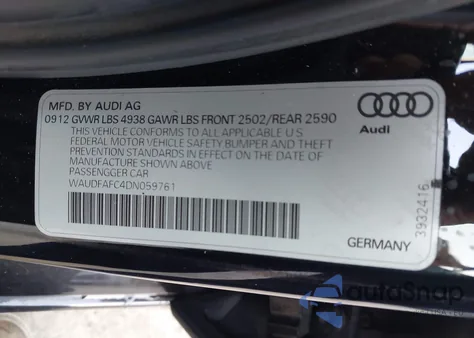 MFD. BY AUDI AG
0912 GVWR LBS 4938 GAWR LBS FRONT 2502/REAR 2590
THIS VEHICLE CONFORMS TO ALL APPLICABLE U.S.
FEDERAL MOTOR VEHICLE SAFETY BUMPER AND THEFT
PREVENTION STANDARDS IN EFFECT ON THE DATE OF
MANUFACTURE SHOWN ABOVE
PASSENGGER CAR
WAUDFAFC4DN059761
Audi
3932416
GERMANY
autoSnap